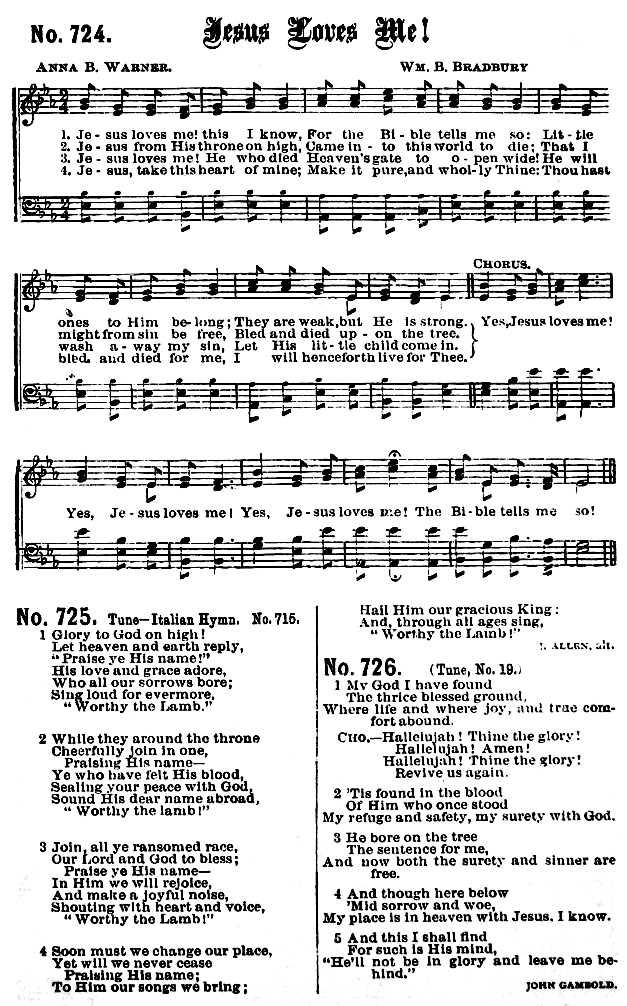 No. 724. Jesus Loves Me!
ANNA B. WARNER. WM. B. BRADBURY
1. Je - sus loves me! this I know, For the Bi - ble tells me so: Lit - tle
2. Je - sus from His throne on high, Came in - to this world to die; That I
3. Je - sus loves me! He who died Heaven's gate to o - pen wide! He will
4. Je - sus, take this heart of mine; Make it pure, and whol - ly Thine: Thou hast
CHORUS.
ones to Him be - long; They are weak, but He is strong. Yes, Jesus loves me!
might from sin be free, Bled and died up - on the tree.
wash a - way my sin, Let His lit - tle child come in.
bled and died for me, I will henceforth live for Thee.
Yes, Je - sus loves me! Yes, Je - sus loves me! The Bi - ble tells me so!
No. 725. Tune—Italian Hymn. No. 715.
1 Glory to God on high!
Let heaven and earth reply,
"Praise ye His name!"
His love and grace adore,
Who all our sorrows bore;
Sing loud for evermore,
"Worthy the Lamb."
2 While they around the throne
Cheerfully join in one,
Praising His name—
Ye who have felt His blood,
Sealing your peace with God,
Sound His dear name abroad,
"Worthy the lamb!"
3 Join, all ye ransomed race,
Our Lord and God to bless;
Praise ye His name—
In Him we will rejoice,
And make a joyful noise,
Shouting with heart and voice,
"Worthy the Lamb!"
4 Soon must we change our place,
Yet will we never cease
Praising His name;
To Him our songs we bring;
Hail Him our gracious King:
And, through all ages sing,
"Worthy the Lamb!"
J. ALLEN, alt.
No. 726. (Tune, No. 19.)
1 My God I have found
The thrice blessed ground,
Where life and where joy, and true com-
fort abound.
CHO.—Hallelujah! Thine the glory!
Hallelujah! Amen!
Hallelujah! Thine the glory!
Revive us again.
2 'Tis found in the blood
Of Him who once stood
My refuge and safety, my surety with God.
3 He bore on the tree
The sentence for me,
And now both the surety and sinner are
free.
4 And though here below
'Mid sorrow and woe,
My place is in heaven with Jesus, I know.
5 And this I shall find
For such is His mind,
"He'll not be in glory and leave me be-
hind."
JOHN GAMBOLD.